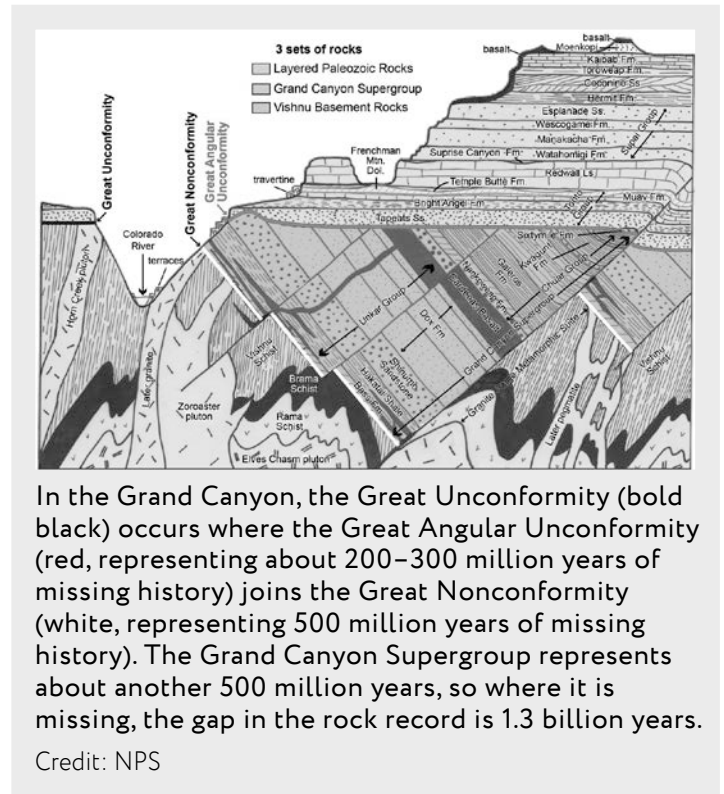 basalt
basalt
Moenkopi
3 sets of rocks
Kaibab Fm.
Toroweap Fm.
Layered Paleozoic Rocks
Coconino Ss.
Grand Canyon Supergroup
Hermit Fm.
Vishnu Basement Rocks
Esplanade Ss.
Wescogame Fm.
Manakacha Fm.
Supai Group
Great Unconformity
Great Nonconformity
Great Angular
Unconformity
Frenchman
Mtn.
Dol.
Suprise Canyon Fm.
Watahomigi Fm.
Redwall Ls.
travertine
Temple Butte Fm.
Muav Fm.
Bright Angel Fm.
Tonto
Group
Tapeats Ss.
Colorado
River
terraces
Sixtymile Fm.
Kwagunt
Fm.
Galeros
Fm.
Chuar Group
Horn Creek pluton
Unkar Group
Nankoweap Fm.
Cardenas Basalt
Grand Canyon Supergroup
Dox Fm.
Later granite
Vishnu
Schist
Shinumo
Sandstone
Metamorphic Suite
Vishnu
Schist
Zoroaster
pluton
Brama
Schist
Hakatai Shale
Bass Fm.
Granite
Later pegmatite
Rama
Schist
Elves Chasm pluton
In the Grand Canyon, the Great Unconformity (bold
black) occurs where the Great Angular Unconformity
(red, representing about 200–300 million years of
missing history) joins the Great Nonconformity
(white, representing 500 million years of missing
history). The Grand Canyon Supergroup represents
about another 500 million years, so where it is
missing, the gap in the rock record is 1.3 billion years.
Credit: NPS